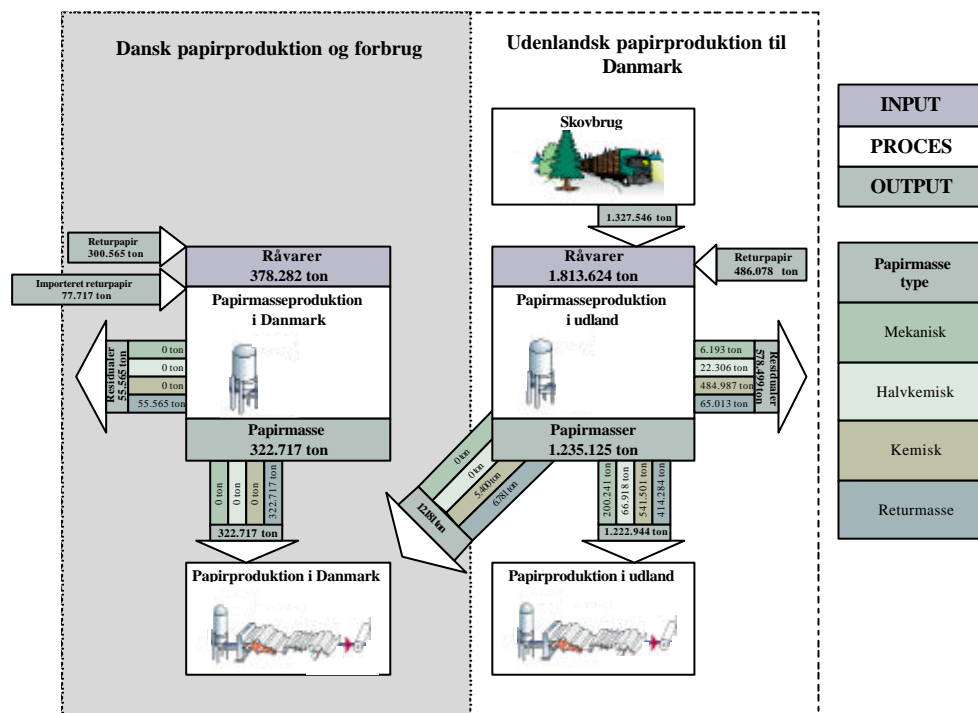 Dansk papirproduktion og forbrug
Udenlandsk papirproduktion til
Danmark
INPUT
PROCES
OUTPUT
Skovbrug
1.327.546 ton
Returpapir
300.565 ton
Importeret returpapir
77.717 ton
Råvarer
378.282 ton
Papirmasseproduktion
i Danmark
Residualer
55.565 ton
0 ton
0 ton
0 ton
55.565 ton
Papirmasse
322.717 ton
0 ton
0 ton
0 ton
322.717 ton
322.717 ton
Papirproduktion i Danmark
Råvarer
1.813.624 ton
Returpapir
486.078 ton
Papirmasseproduktion
i udland
6.193 ton
22.306 ton
484.987 ton
65.013 ton
Residualer
578.499 ton
Papirmasser
1.235.125 ton
0 ton
0 ton
5.400 ton
6.781 ton
12.181 ton
200.241 ton
66.918 ton
541.501 ton
414.284 ton
1.222.944 ton
Papirproduktion i udland
Papirmasse
type
Mekanisk
Halvkemisk
Kemisk
Returmasse